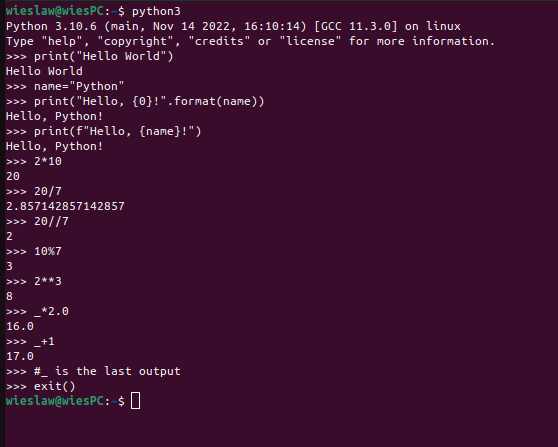 wieslaw@wiesPC:~$ python3
Python 3.10.6 (main, Nov 14 2022, 16:10:14) [GCC 11.3.0] on linux
Type "help", "copyright", "credits" or "license" for more information.
>>> print("Hello World")
Hello World
>>> name="Python"
>>> print("Hello, {0}!".format(name))
Hello, Python!
>>> print(f"Hello, {name}!")
Hello, Python!
>>> 2*10
20
>>> 20/7
2.857142857142857
>>> 20//7
2
>>> 10%7
3
>>> 2**3
8
>>> _*2.0
16.0
>>> _+1
17.0
>>> #_ is the last output
>>> exit()
wieslaw@wiesPC:~$